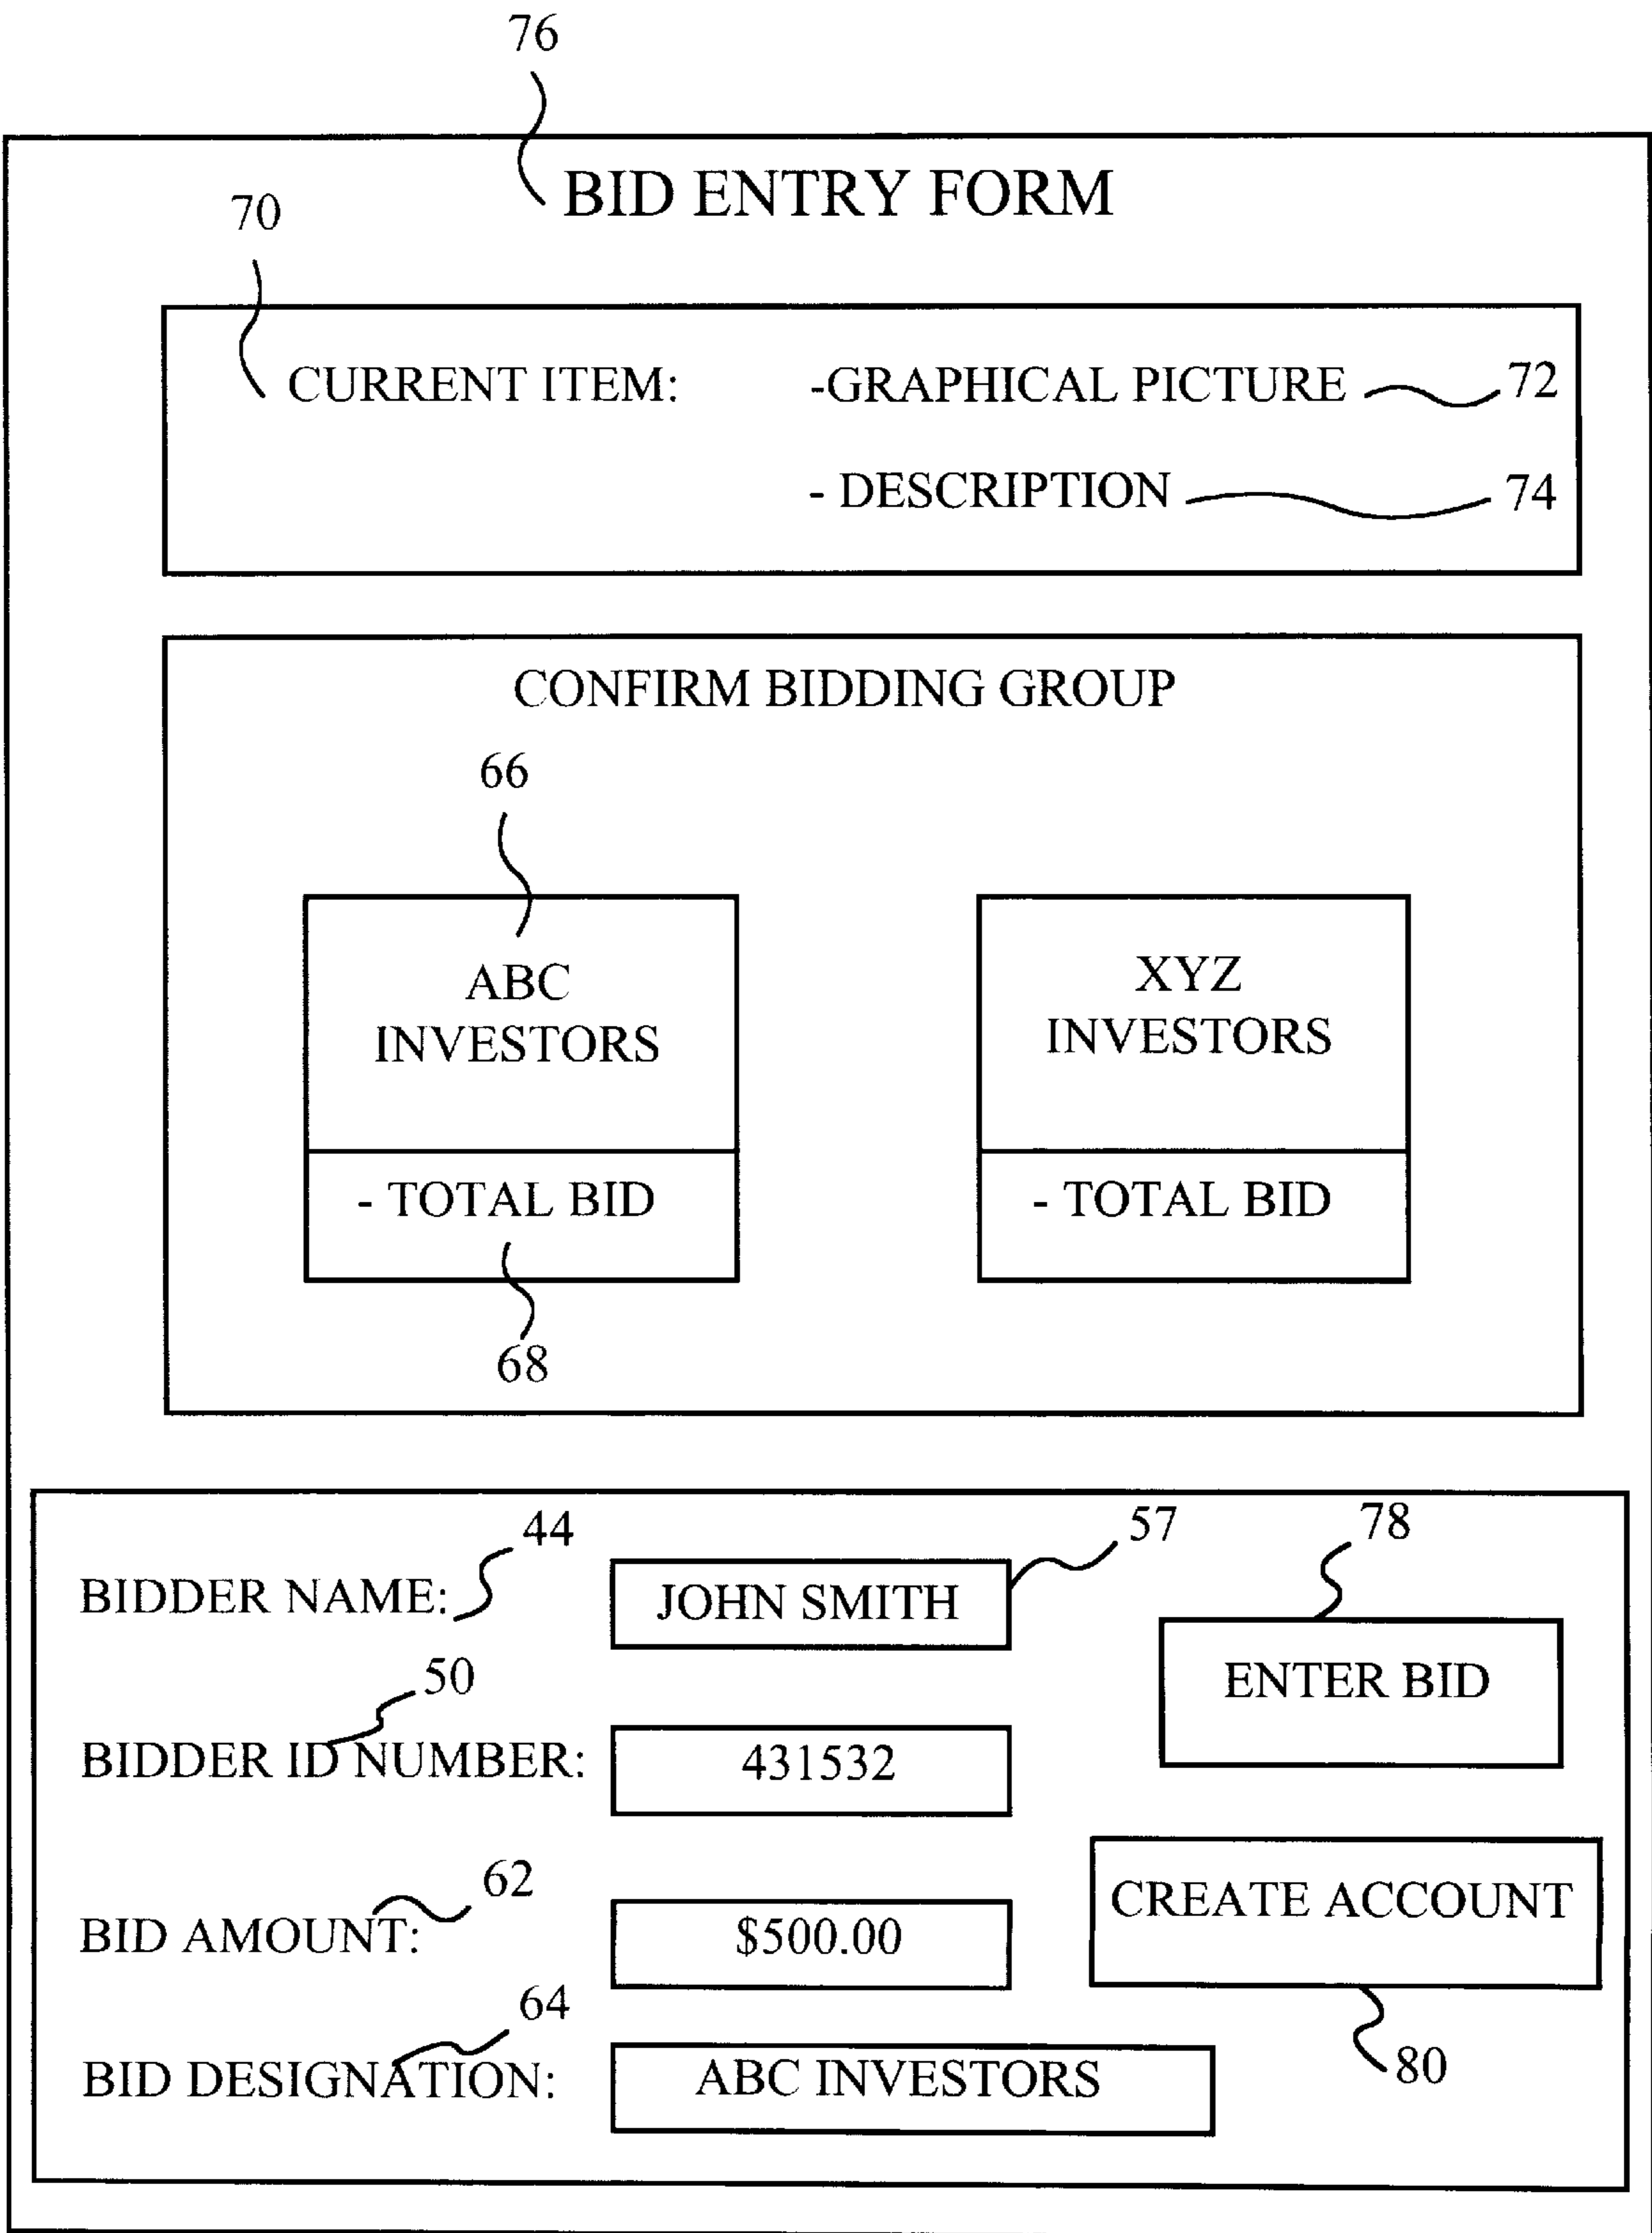 76
BID ENTRY FORM
70
CURRENT ITEM: -GRAPHICAL PICTURE 72
- DESCRIPTION 74
CONFIRM BIDDING GROUP
66
ABC
INVESTORS
- TOTAL BID
68
XYZ
INVESTORS
- TOTAL BID
44
57
78
BIDDER NAME: JOHN SMITH
ENTER BID
50
BIDDER ID NUMBER: 431532
62
CREATE ACCOUNT
BID AMOUNT: $500.00
64
80
BID DESIGNATION: ABC INVESTORS